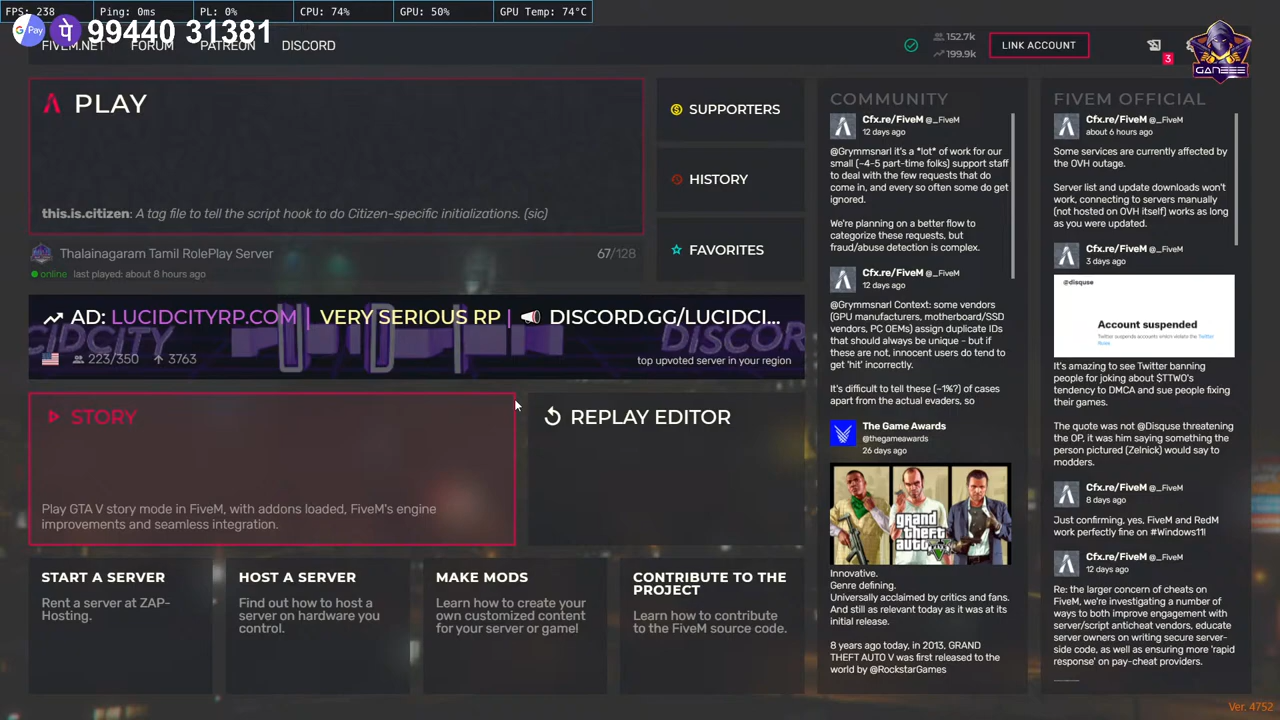 FPS: 238 Ping: 0ms PL: 0% CPU: 74% GPU: 50% GPU Temp: 74°C
G Pay पे 99440 31381
FIVEM.NET FORUM PATREON DISCORD
152.7k
199.9k
LINK ACCOUNT
3
GANESE
PLAY
this.is.citizen: A tag file to tell the script hook to do Citizen-specific initializations. (sic)
Thalainagaram Tamil RolePlay Server 67/128
online last played: about 8 hours ago
SUPPORTERS
HISTORY
FAVORITES
AD: LUCIDCITYRP.COM | VERY SERIOUS RP | DISCORD.GG/LUCIDCI...
223/350 3763
top upvoted server in your region
STORY
Play GTA V story mode in FiveM, with addons loaded, FiveM's engine
improvements and seamless integration.
REPLAY EDITOR
START A SERVER
Rent a server at ZAP-
Hosting.
HOST A SERVER
Find out how to host a
server on hardware you
control.
MAKE MODS
Learn how to create your
own customized content
for your server or game!
CONTRIBUTE TO THE
PROJECT
Learn how to contribute
to the FiveM source code.
COMMUNITY
Cfx.re/FiveM @_FiveM
12 days ago
@Grymmsnarl it's a *lot* of work for our
small (~4-5 part-time folks) support staff
to deal with the few requests that do
come in, and every so often some do get
ignored.
We're planning on a better flow to
categorize these requests, but
fraud/abuse detection is complex.
Cfx.re/FiveM @_FiveM
12 days ago
@Grymmsnarl Context: some vendors
(GPU manufacturers, motherboard/SSD
vendors, PC OEMs) assign duplicate IDs
that should always be unique - but if
these are not, innocent users do tend to
get 'hit' incorrectly.
It's difficult to tell these (~1%?) of cases
apart from the actual evaders, so
The Game Awards
@thegameawards
26 days ago
grand
theft
auto
Innovative.
Genre defining.
Universally acclaimed by critics and fans.
And still as relevant today as it was at its
initial release.
8 years ago today, in 2013, GRAND
THEFT AUTO V was first released to the
world by @RockstarGames
FIVEM OFFICIAL
Cfx.re/FiveM @_FiveM
about 6 hours ago
Some services are currently affected by
the OVH outage.
Server list and update downloads won't
work, connecting to servers manually
(not hosted on OVH itself) works as long
as you were updated.
Cfx.re/FiveM @_FiveM
3 days ago
@disquse
Account suspended
Twitter suspends accounts which violate the Twitter
Rules
It's amazing to see Twitter banning
people for joking about $TTWO's
tendency to DMCA and sue people fixing
their games.
The quote was not @Disquse threatening
the OP, it was him saying something the
person pictured (Zelnick) would say to
modders.
Cfx.re/FiveM @_FiveM
8 days ago
Just confirming, yes, FiveM and RedM
work perfectly fine on #Windows11!
Cfx.re/FiveM @_FiveM
12 days ago
Re: the larger concern of cheats on
FiveM, we're investigating a number of
ways to both improve engagement with
server/script anticheat vendors, educate
server owners on writing secure server-
side code, as well as ensuring more 'rapid
response' on pay-cheat providers.
Ver. 4752